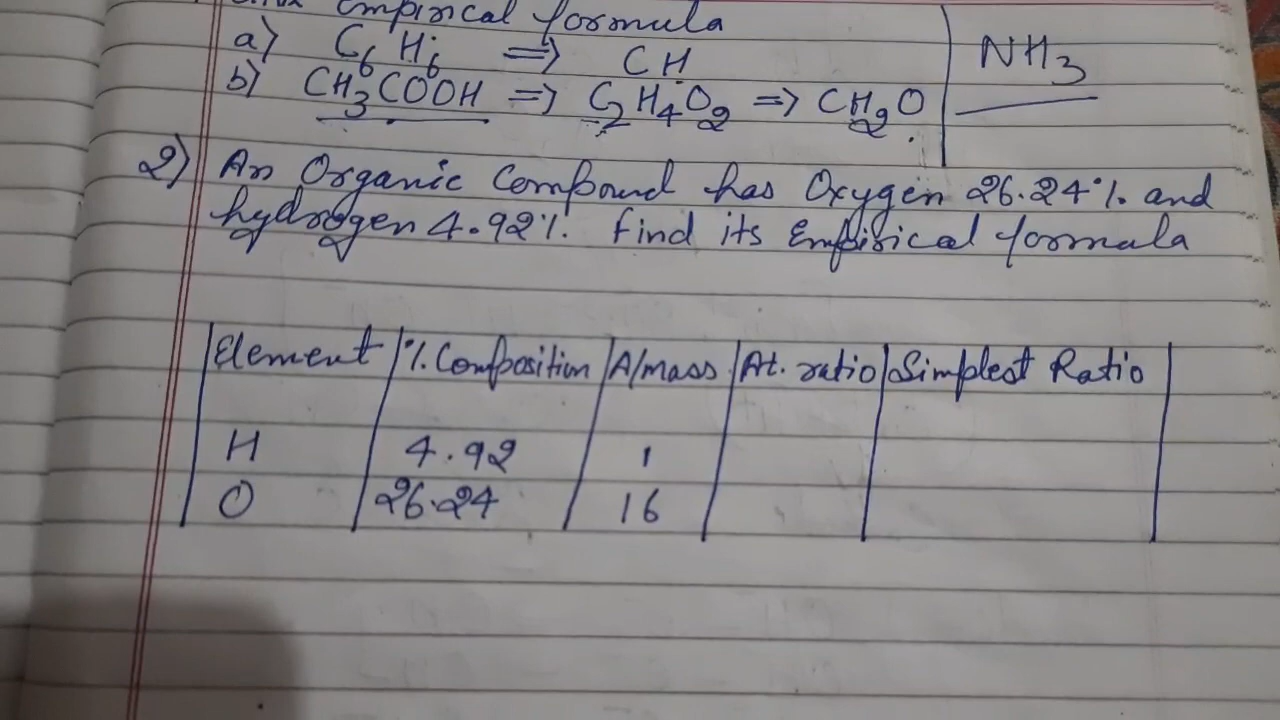 empirical formula
a) C6H6 => CH
b) CH3COOH => C2H4O2 => CH2O
NH3
2) An Organic Compound has Oxygen 26.24%. and
hydrogen 4.92%. find its Empirical formula
Element %. Composition A/mass At. ratio Simplest Ratio
H 4.92 1
O 26.24 16